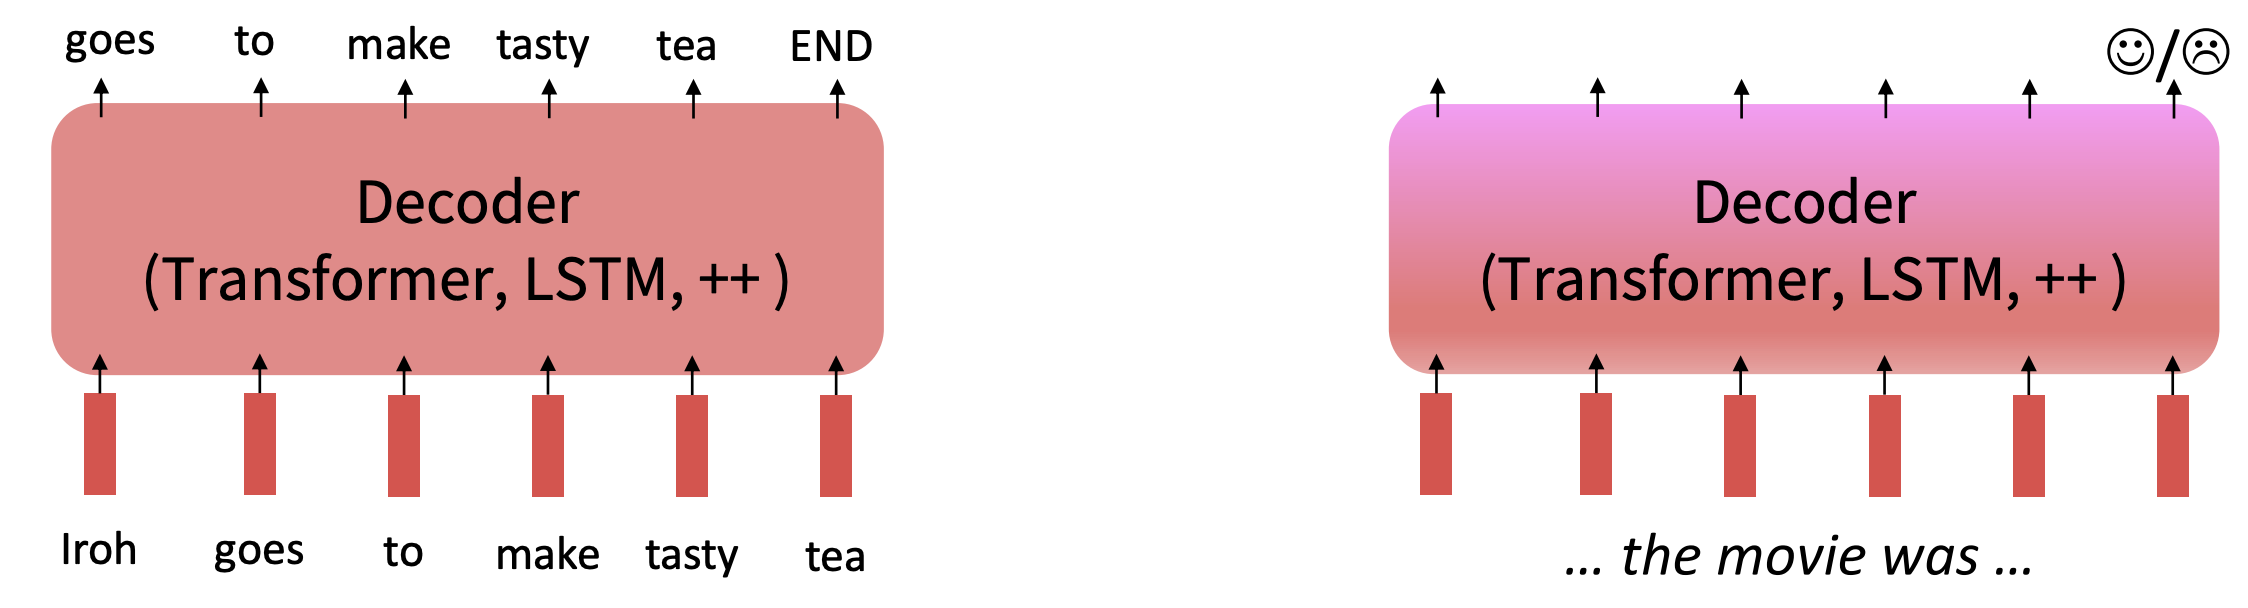 goes to make tasty tea END
Decoder
(Transformer, LSTM, ++ )
Iroh goes to make tasty tea
☺/☹
Decoder
(Transformer, LSTM, ++ )
... the movie was ...